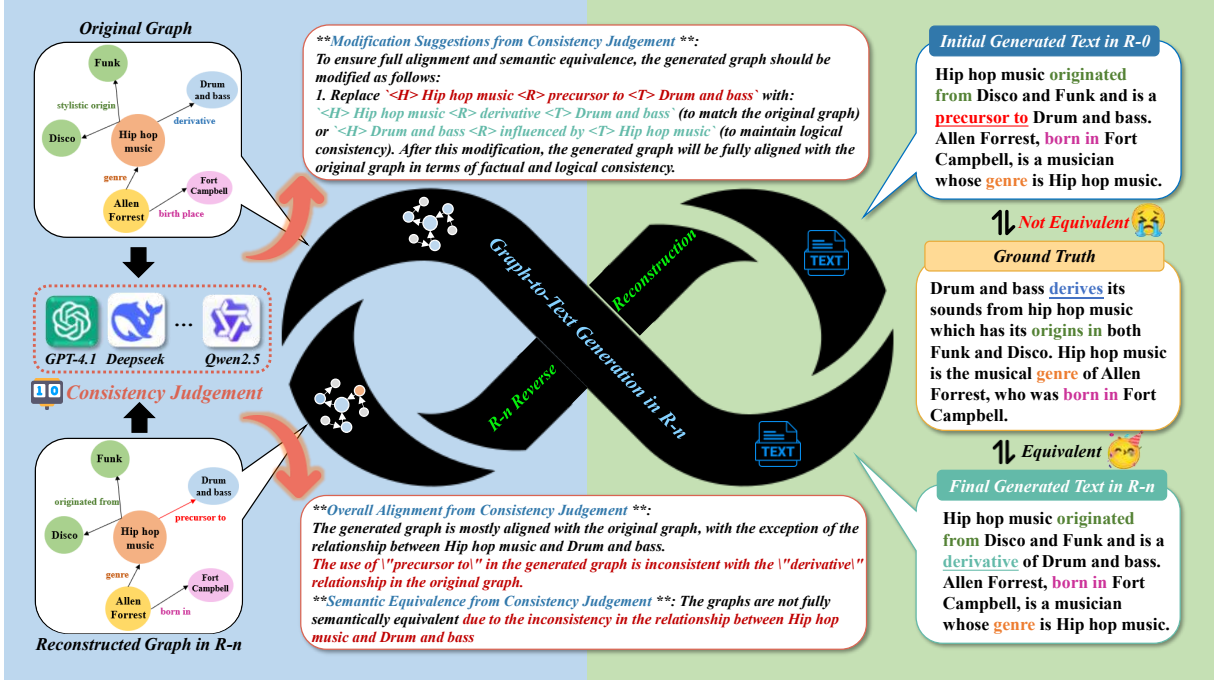 Original Graph
Funk
Drum
and bass
stylistic origin
derivative
Disco
Hip hop
music
genre
Fort
Campbell
Allen
Forrest
birth place
GPT-4.1
Deepseek
...
Qwen2.5
1 0
Consistency Judgement
Funk
Drum
and bass
originated from
precursor to
Disco
Hip hop
music
genre
Fort
Campbell
Allen
Forrest
born in
Reconstructed Graph in R-n
**Modification Suggestions from Consistency Judgement **:
To ensure full alignment and semantic equivalence, the generated graph should be
modified as follows:
1. Replace `<H> Hip hop music <R> precursor to <T> Drum and bass` with:
`<H> Hip hop music <R> derivative <T> Drum and bass` (to match the original graph)
or `<H> Drum and bass <R> influenced by <T> Hip hop music` (to maintain logical
consistency). After this modification, the generated graph will be fully aligned with the
original graph in terms of factual and logical consistency.
Graph-to-Text Generation in R-n
Reconstruction
R-n Reverse
TEXT
TEXT
**Overall Alignment from Consistency Judgement **:
The generated graph is mostly aligned with the original graph, with the exception of the
relationship between Hip hop music and Drum and bass.
The use of \"precursor to\" in the generated graph is inconsistent with the \"derivative\"
relationship in the original graph.
**Semantic Equivalence from Consistency Judgement **: The graphs are not fully
semantically equivalent due to the inconsistency in the relationship between Hip hop
music and Drum and bass
Initial Generated Text in R-0
Hip hop music originated
from Disco and Funk and is a
precursor to Drum and bass.
Allen Forrest, born in Fort
Campbell, is a musician
whose genre is Hip hop music.
Not Equivalent
Ground Truth
Drum and bass derives its
sounds from hip hop music
which has its origins in both
Funk and Disco. Hip hop music
is the musical genre of Allen
Forrest, who was born in Fort
Campbell.
Equivalent
Final Generated Text in R-n
Hip hop music originated
from Disco and Funk and is a
derivative of Drum and bass.
Allen Forrest, born in Fort
Campbell, is a musician
whose genre is Hip hop music.